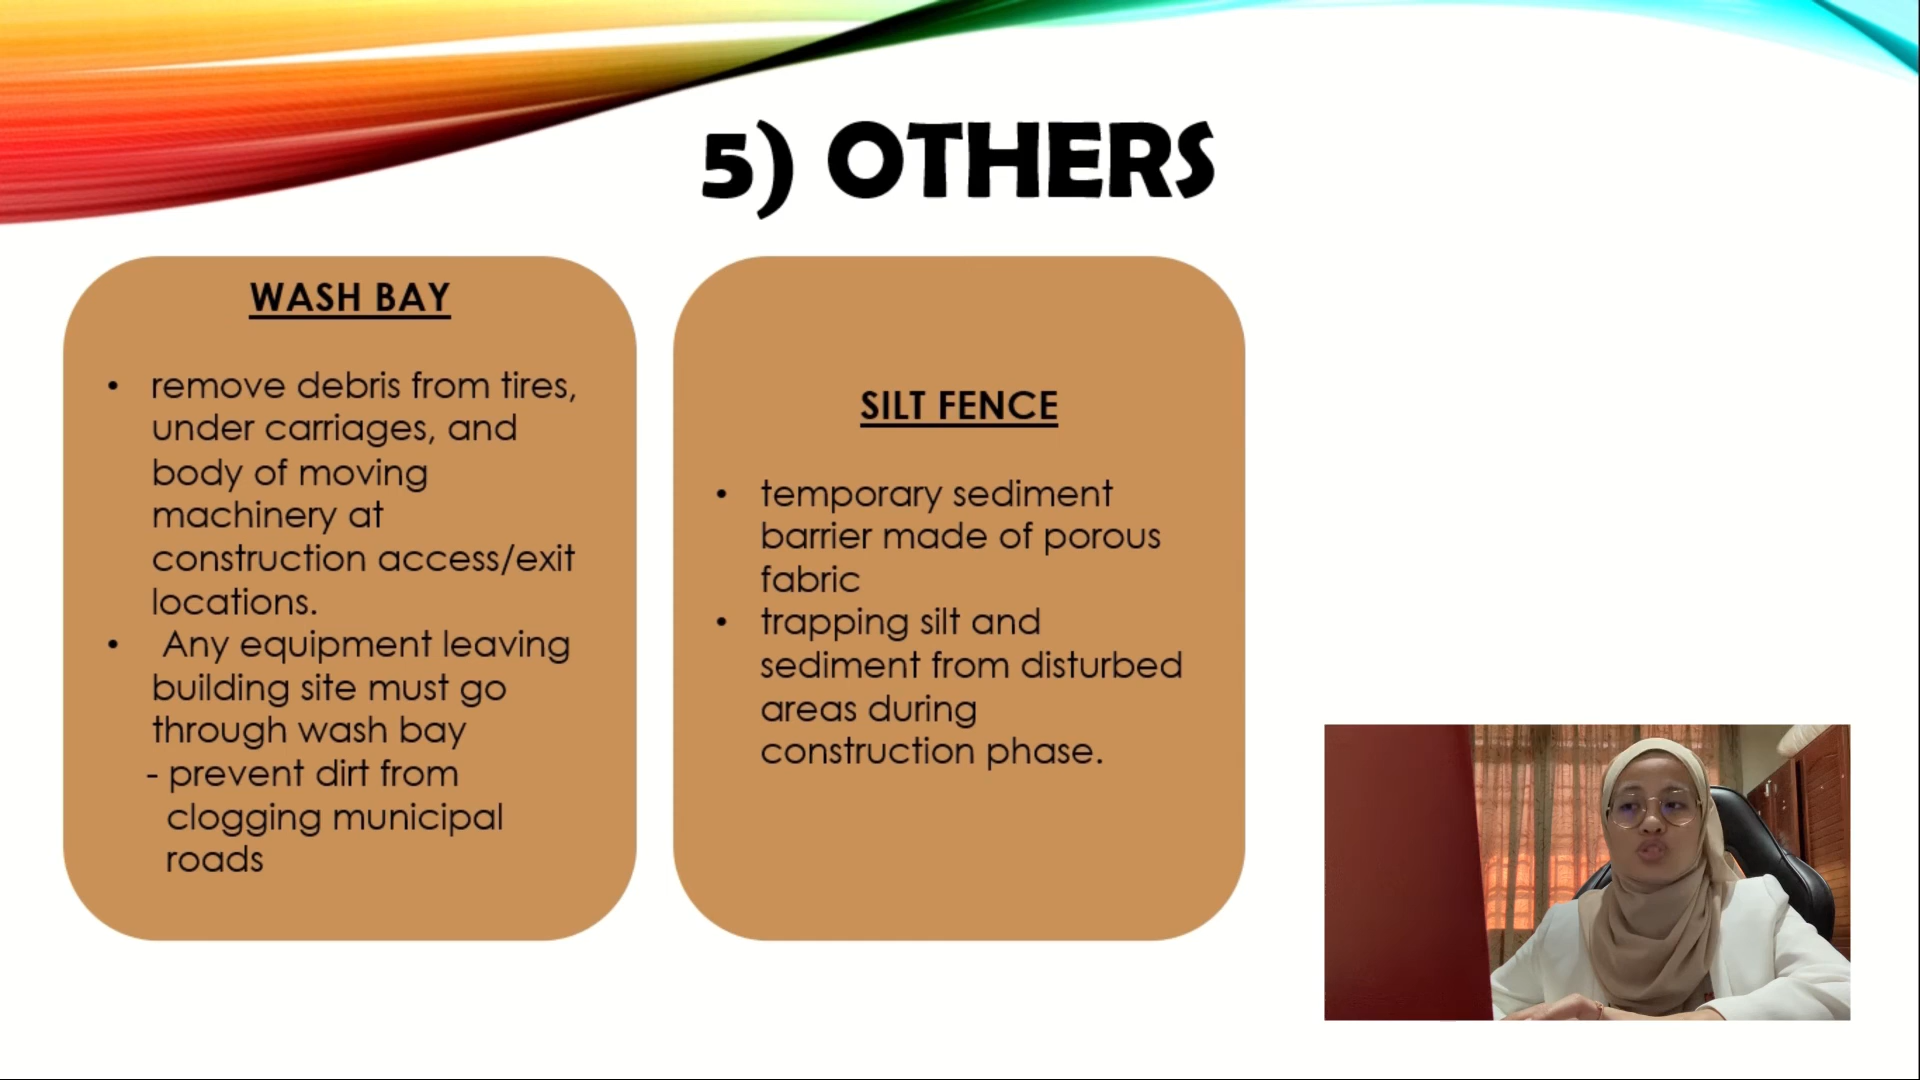 5) OTHERS
WASH BAY
• remove debris from tires,
under carriages, and
body of moving
machinery at
construction access/exit
locations.
• Any equipment leaving
building site must go
through wash bay
- prevent dirt from
clogging municipal
roads
SILT FENCE
• temporary sediment
barrier made of porous
fabric
• trapping silt and
sediment from disturbed
areas during
construction phase.